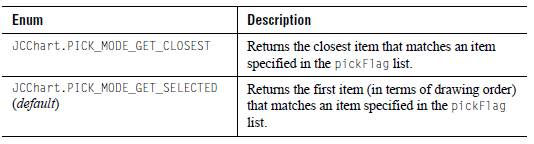 Enum Description
JCChart.PICK_MODE_GET_CLOSEST Returns the closest item that matches an item
specified in the pickFlag list.
JCChart.PICK_MODE_GET_SELECTED Returns the first item (in terms of drawing order)
(default) that matches an item specified in the pickFlag
list.